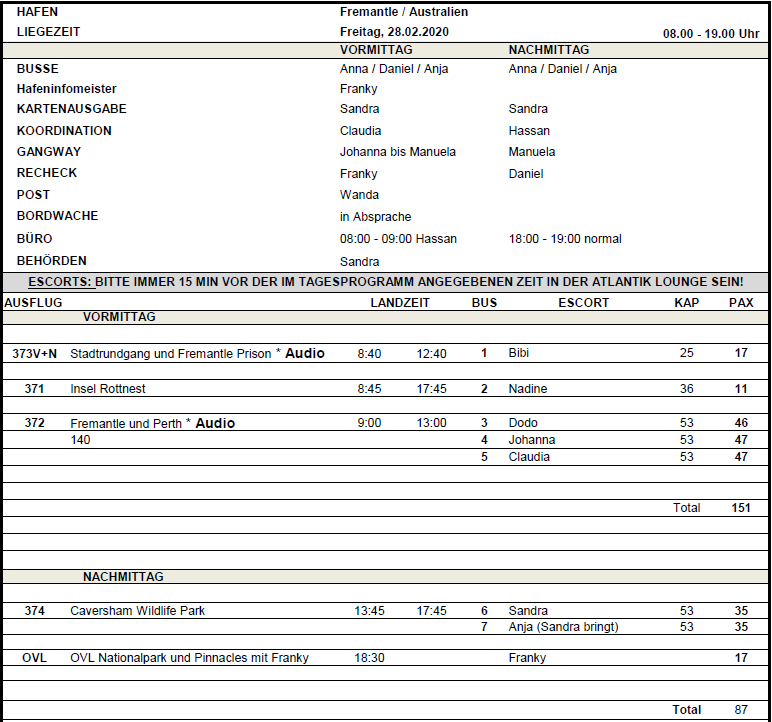 HAFEN Fremantle / Australien
LIEGEZEIT Freitag, 28.02.2020 08.00 - 19.00 Uhr
VORMITTAG NACHMITTAG
BUSSE Anna / Daniel / Anja Anna / Daniel / Anja
Hafeninfomeister Franky
KARTENAUSGABE Sandra Sandra
KOORDINATION Claudia Hassan
GANGWAY Johanna bis Manuela Manuela
RECHECK Franky Daniel
POST Wanda
BORDWACHE in Absprache
BÜRO 08:00 - 09:00 Hassan 18:00 - 19:00 normal
BEHÖRDEN Sandra
ESCORTS: BITTE IMMER 15 MIN VOR DER IM TAGESPROGRAMM ANGEGEBENEN ZEIT IN DER ATLANTIK LOUNGE SEIN!
AUSFLUG LANDZEIT BUS ESCORT KAP PAX
VORMITTAG
373V+N Stadtrundgang und Fremantle Prison * Audio 8:40 12:40 1 Bibi 25 17
371 Insel Rottnest 8:45 17:45 2 Nadine 36 11
372 Fremantle und Perth * Audio 9:00 13:00 3 Dodo 53 46
140 4 Johanna 53 47
5 Claudia 53 47
Total 151
NACHMITTAG
374 Caversham Wildlife Park 13:45 17:45 6 Sandra 53 35
7 Anja (Sandra bringt) 53 35
OVL OVL Nationalpark und Pinnacles mit Franky 18:30 Franky 17
Total 87